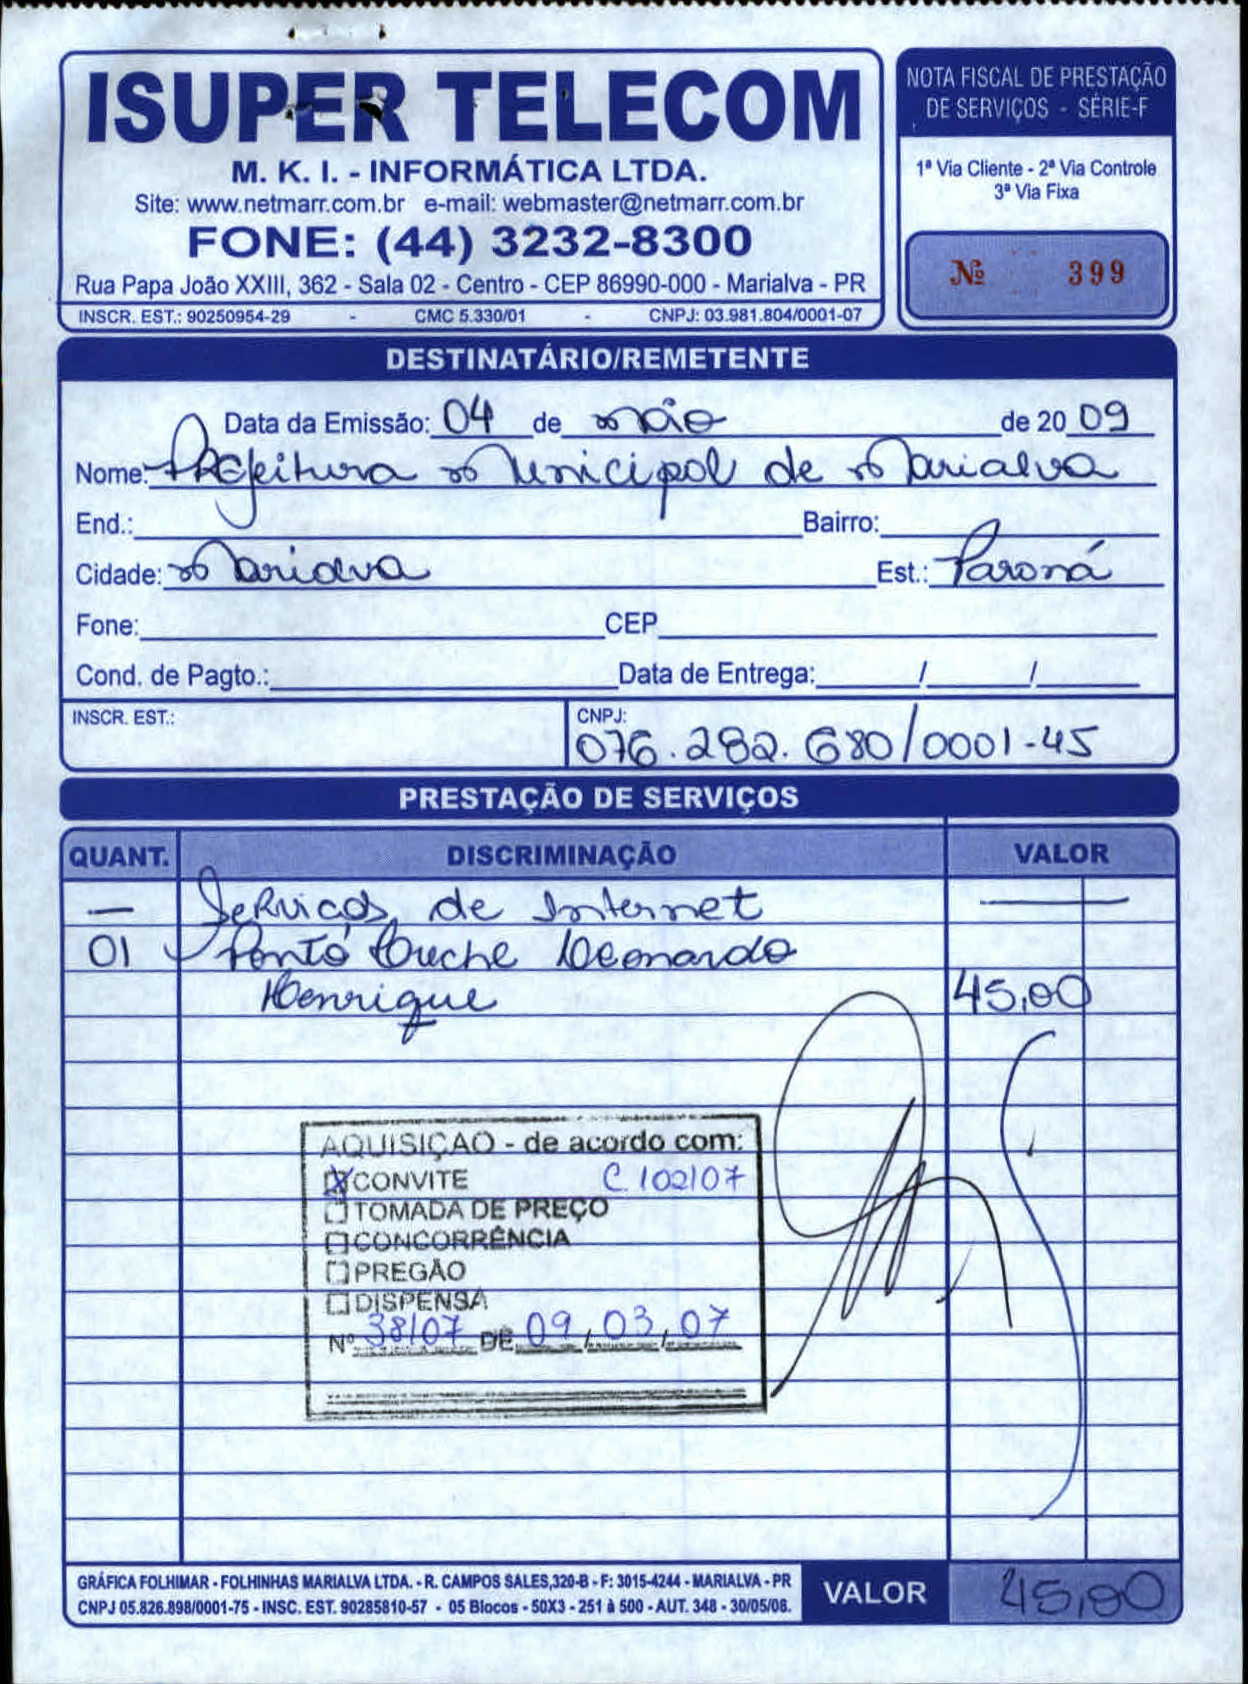 ISUPER TELECOM
M. K. I. - INFORMÁTICA LTDA.
Site: www.netmarr.com.br e-mail: webmaster@netmarr.com.br
FONE: (44) 3232-8300
Rua Papa João XXIII, 362 - Sala 02 - Centro - CEP 86990-000 - Marialva - PR
INSCR. EST.: 90250954-29 - CMC 5.330/01 - CNPJ: 03.981.804/0001-07
NOTA FISCAL DE PRESTAÇÃO
DE SERVIÇOS - SÉRIE-F
1ª Via Cliente - 2ª Via Controle
3ª Via Fixa
Nº 399
DESTINATÁRIO/REMETENTE
Data da Emissão: 04 de Maio de 20 09
Nome: Prefeitura Municipal de Marialva
End.: Bairro:
Cidade: Marialva Est.: Paraná
Fone: CEP
Cond. de Pagto.: Data de Entrega: / /
INSCR. EST.: CNPJ:
076.282.680/0001-45
PRESTAÇÃO DE SERVIÇOS
QUANT. DISCRIMINAÇÃO VALOR
— Serviços de Internet —
01 Ponto Creche Leonardo
Henrique 45,00
AQUISIÇÃO - de acordo com:
☒ CONVITE C 102107
☐ TOMADA DE PREÇO
☐ CONCORRÊNCIA
☐ PREGÃO
☐ DISPENSA
Nº 38/07 DE 09/03/07
GRÁFICA FOLHIMAR - FOLHINHAS MARIALVA LTDA. - R. CAMPOS SALES,320-B - F: 3015-4244 - MARIALVA - PR
CNPJ 05.826.898/0001-75 - INSC. EST. 90285810-57 - 05 Blocos - 50X3 - 251 à 500 - AUT. 348 - 30/05/08.
VALOR 45,00